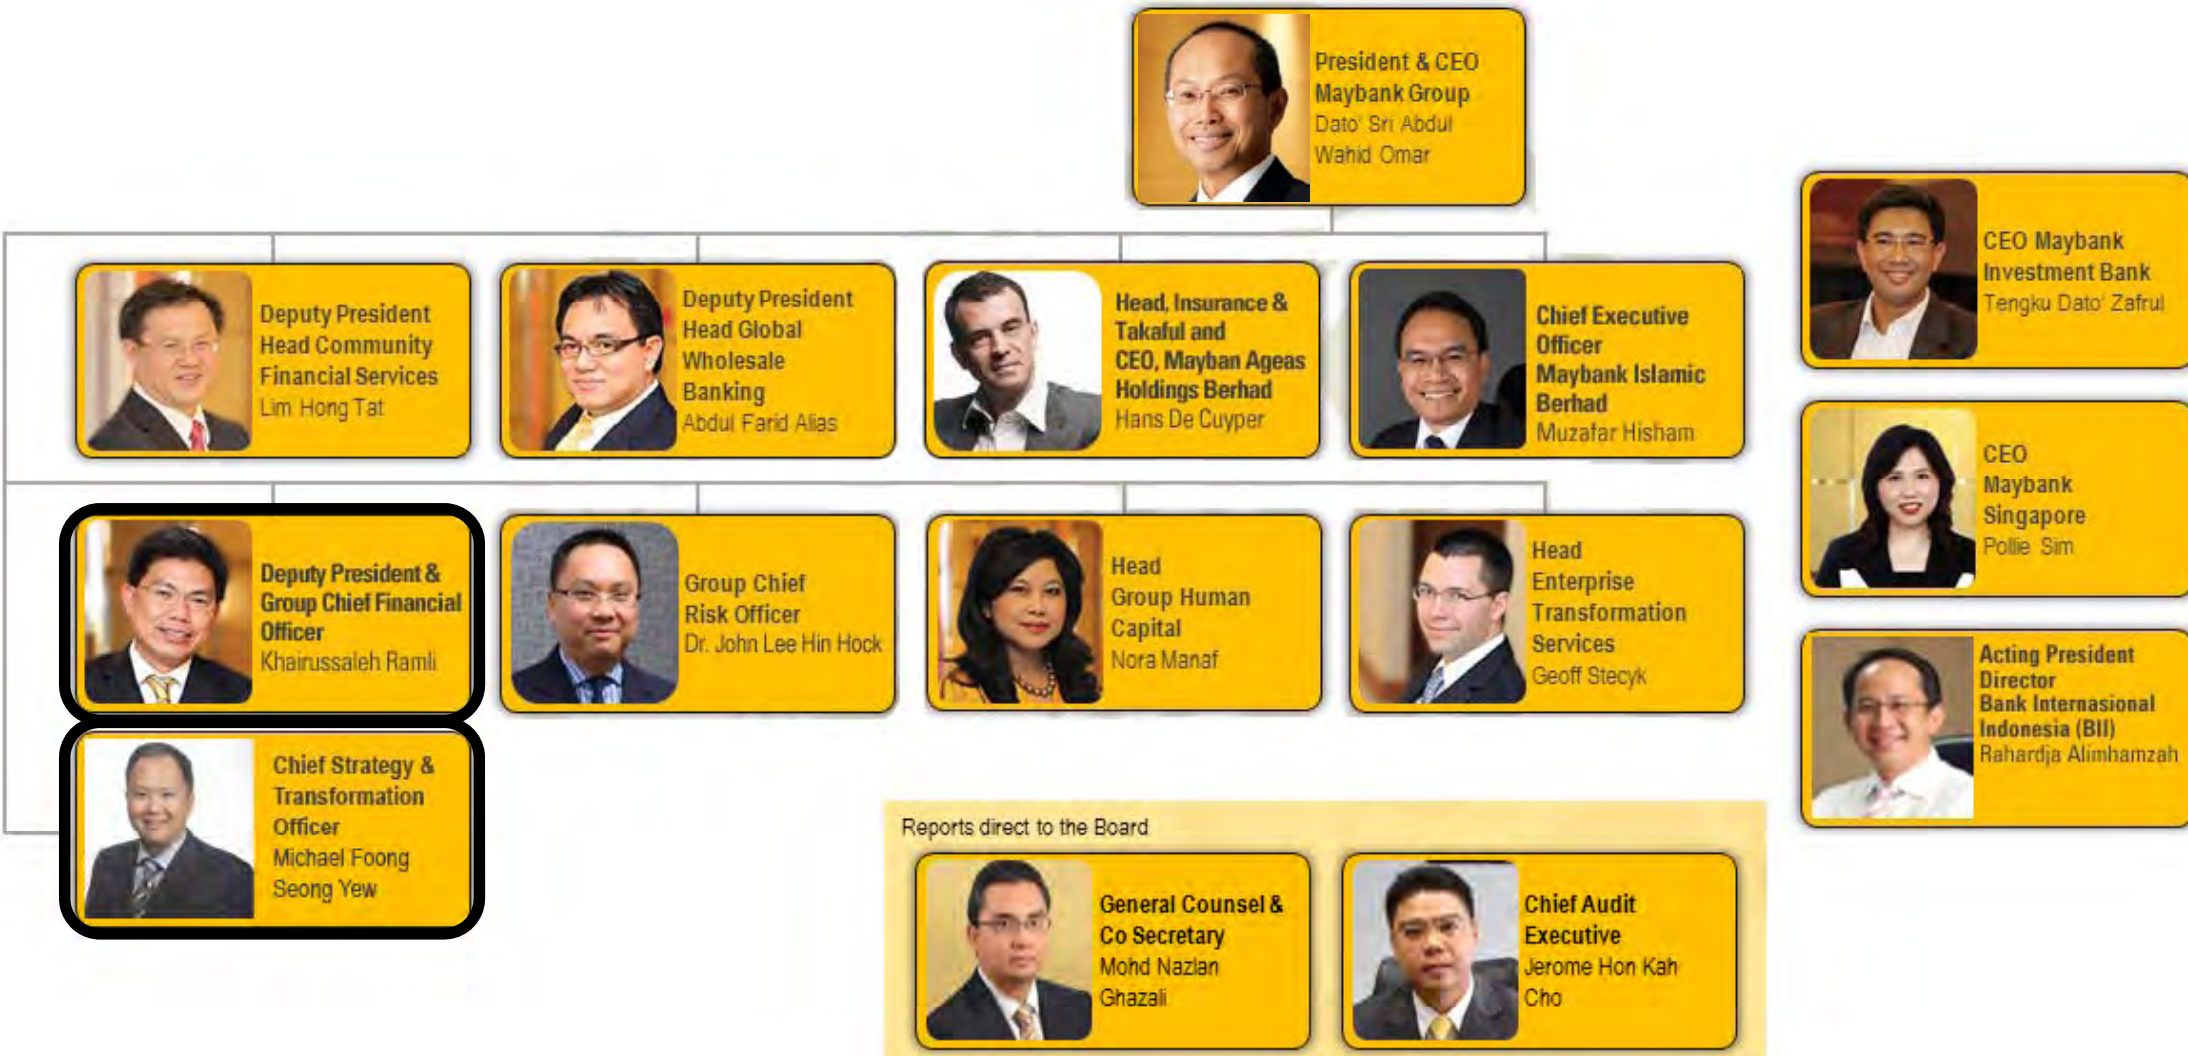 President & CEO
Maybank Group
Dato' Sri Abdul
Wahid Omar
Deputy President
Head Community
Financial Services
Lim Hong Tat
Deputy President
Head Global
Wholesale
Banking
Abdul Farid Alias
Head, Insurance &
Takaful and
CEO, Mayban Ageas
Holdings Berhad
Hans De Cuyper
Chief Executive
Officer
Maybank Islamic
Berhad
Muzafar Hisham
CEO Maybank
Investment Bank
Tengku Dato' Zafrul
CEO
Maybank
Singapore
Pollie Sim
Deputy President &
Group Chief Financial
Officer
Khairussaleh Ramli
Group Chief
Risk Officer
Dr. John Lee Hin Hock
Head
Group Human
Capital
Nora Manaf
Head
Enterprise
Transformation
Services
Geoff Stecyk
Acting President
Director
Bank Internasional
Indonesia (BII)
Rahardja Alimhamzah
Chief Strategy &
Transformation
Officer
Michael Foong
Seong Yew
Reports direct to the Board
General Counsel &
Co Secretary
Mohd Nazlan
Ghazali
Chief Audit
Executive
Jerome Hon Kah
Cho